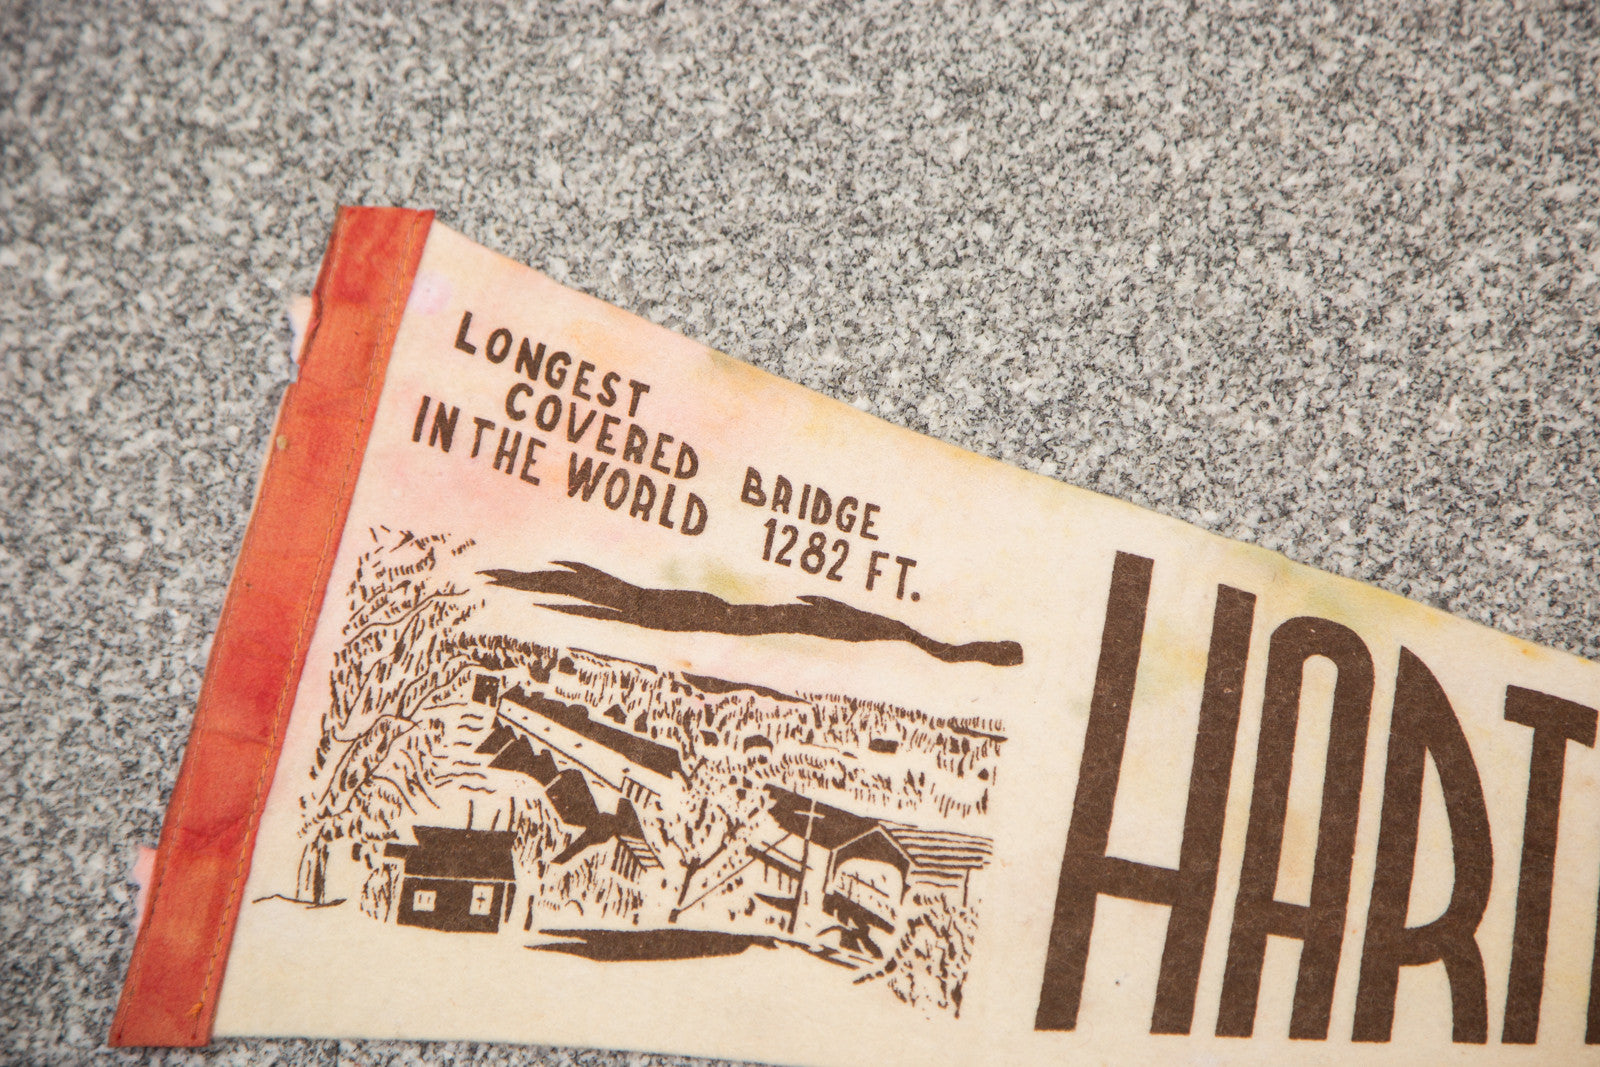 LONGEST
COVERED BRIDGE
IN THE WORLD 1282 FT.
HART